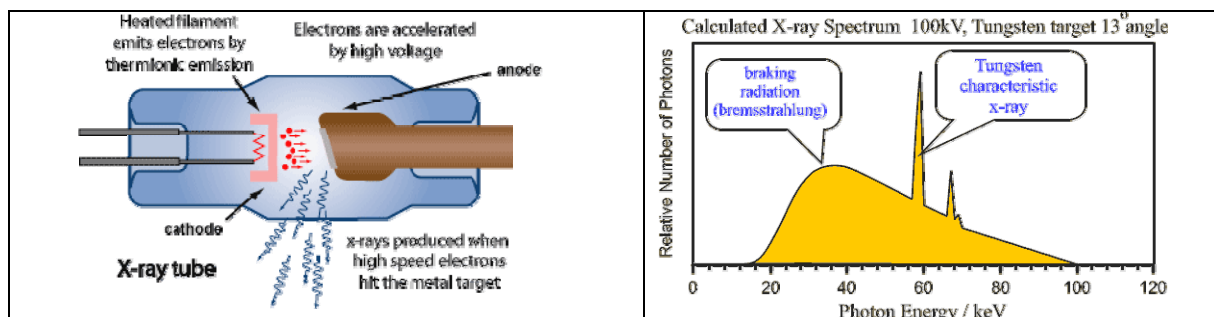 Heated filament
emits electrons by
thermionic emission
Electrons are accelerated
by high voltage
anode
cathode
X-ray tube
x-rays produced when
high speed electrons
hit the metal target
Calculated X-ray Spectrum 100kV, Tungsten target 13° angle
Relative Number of Photons
braking
radiation
(bremsstrahlung)
Tungsten
characteristic
x-ray
0 20 40 60 80 100 120
Photon Energy / keV